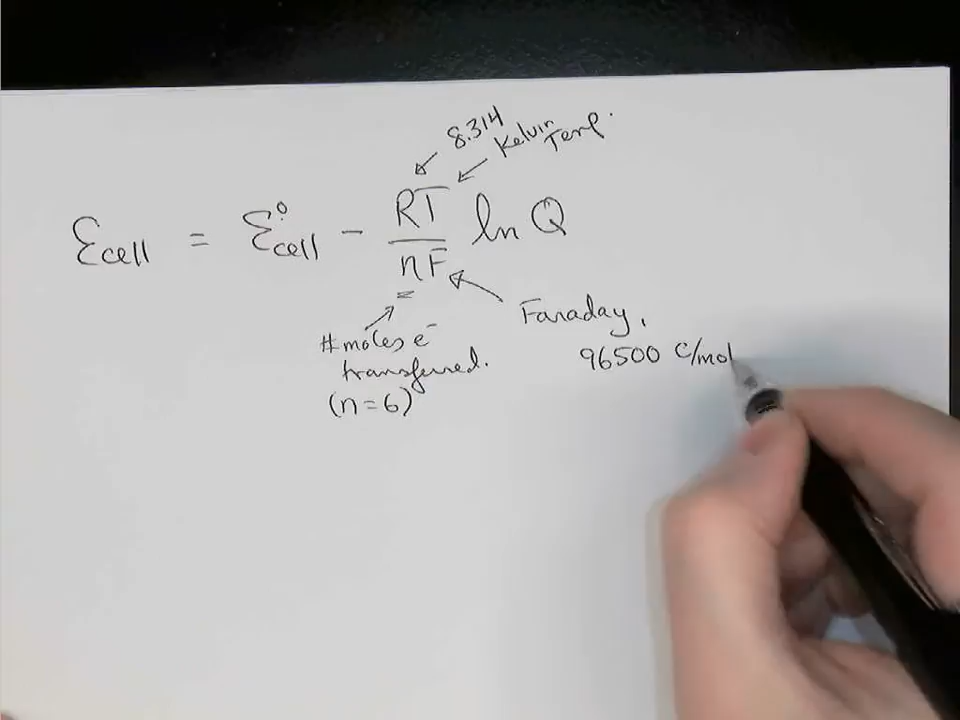 8.314
Kelvin
Temp.
Ɛcell = Ɛ°cell - RT/nF ln Q
Faraday,
96500 C/mol
#moles e⁻
transferred.
(n=6)